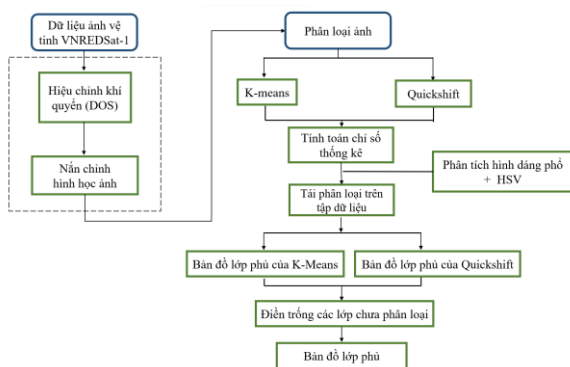 Dữ liệu ảnh vệ
tinh VNREDSat-1
Hiệu chỉnh khí
quyển (DOS)
Nắn chỉnh
hình học ảnh
Phân loại ảnh
K-means
Quickshift
Tính toán chỉ số
thống kê
Phân tích hình dáng phổ
+ HSV
Tái phân loại trên
tập dữ liệu
Bản đồ lớp phủ của K-Means
Bản đồ lớp phủ của Quickshift
Điền trống các lớp chưa phân loại
Bản đồ lớp phủ